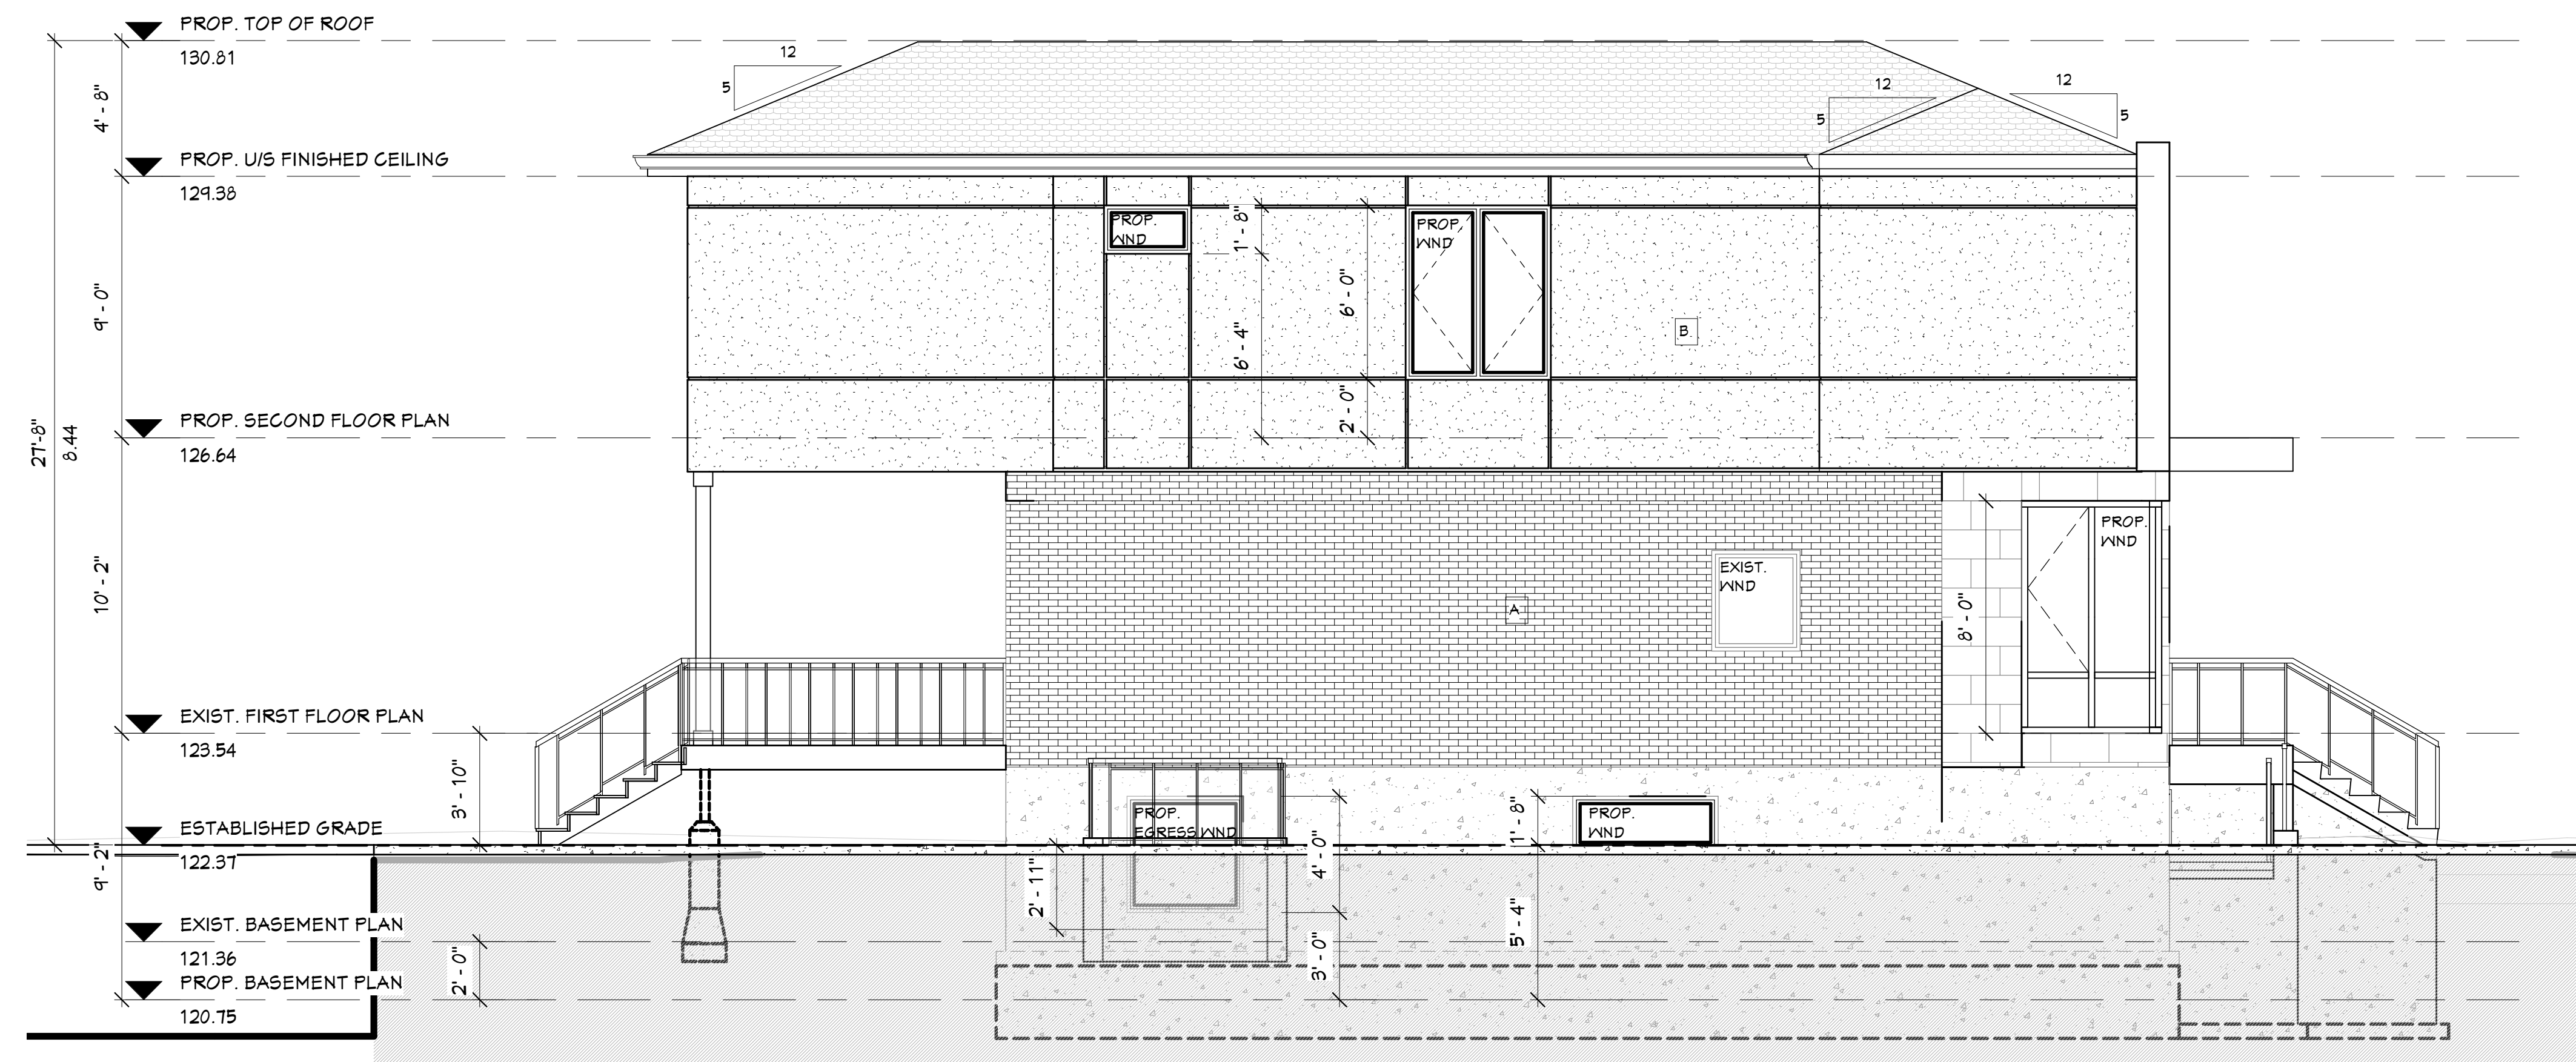 PROP. TOP OF ROOF
130.81
4' - 8"
12
5
12
5
12
5
PROP. U/S FINISHED CEILING
129.38
9' - 0"
PROP.
WND
1' - 8"
6' - 4"
6' - 0"
2' - 0"
PROP.
WND
B
PROP. SECOND FLOOR PLAN
126.64
27'-8"
8.44
10' - 2"
A
EXIST.
WND
8' - 0"
PROP.
WND
EXIST. FIRST FLOOR PLAN
123.54
3' - 10"
ESTABLISHED GRADE
122.37
9' - 2"
PROP.
EGRESS WND
2' - 11"
4' - 0"
3' - 0"
PROP.
WND
1' - 8"
5' - 4"
EXIST. BASEMENT PLAN
121.36
2' - 0"
PROP. BASEMENT PLAN
120.75